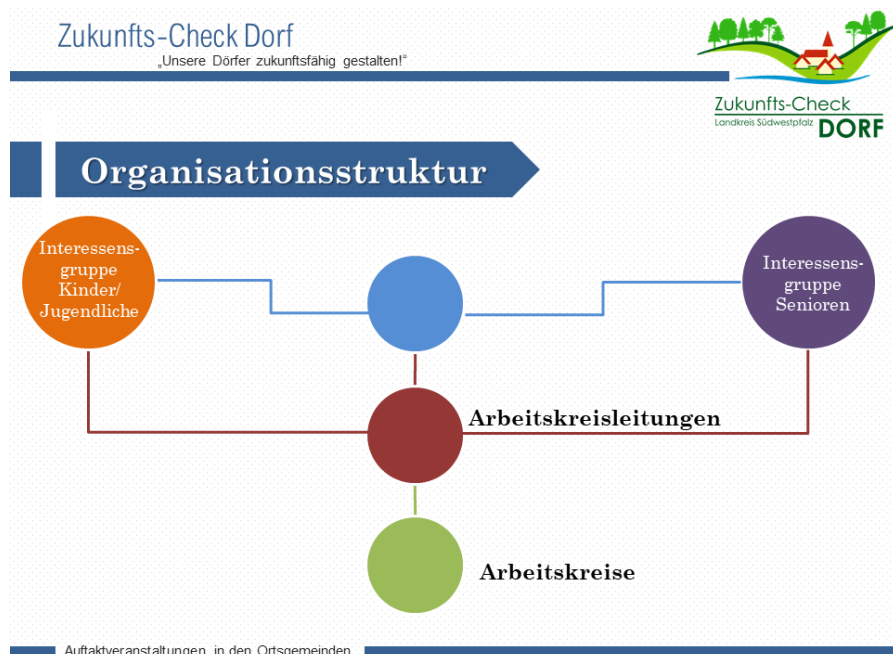 Zukunfts-Check Dorf
„Unsere Dörfer zukunftsfähig gestalten!“
Zukunfts-Check
Landkreis Südwestpfalz DORF
Organisationsstruktur
Interessens-
gruppe
Kinder/
Jugendliche
Interessens-
gruppe
Senioren
Arbeitskreisleitungen
Arbeitskreise
Auftaktveranstaltungen in den Ortsgemeinden